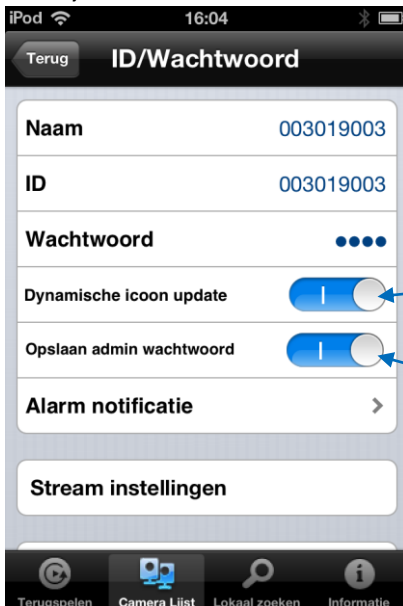 iPod 16:04
Terug ID/Wachtwoord
Naam 003019003
ID 003019003
Wachtwoord ●●●●
Dynamische icoon update
Opslaan admin wachtwoord
Alarm notificatie
Stream instellingen
Terugspelen Camera Lijst Lokaal zoeken Informatie